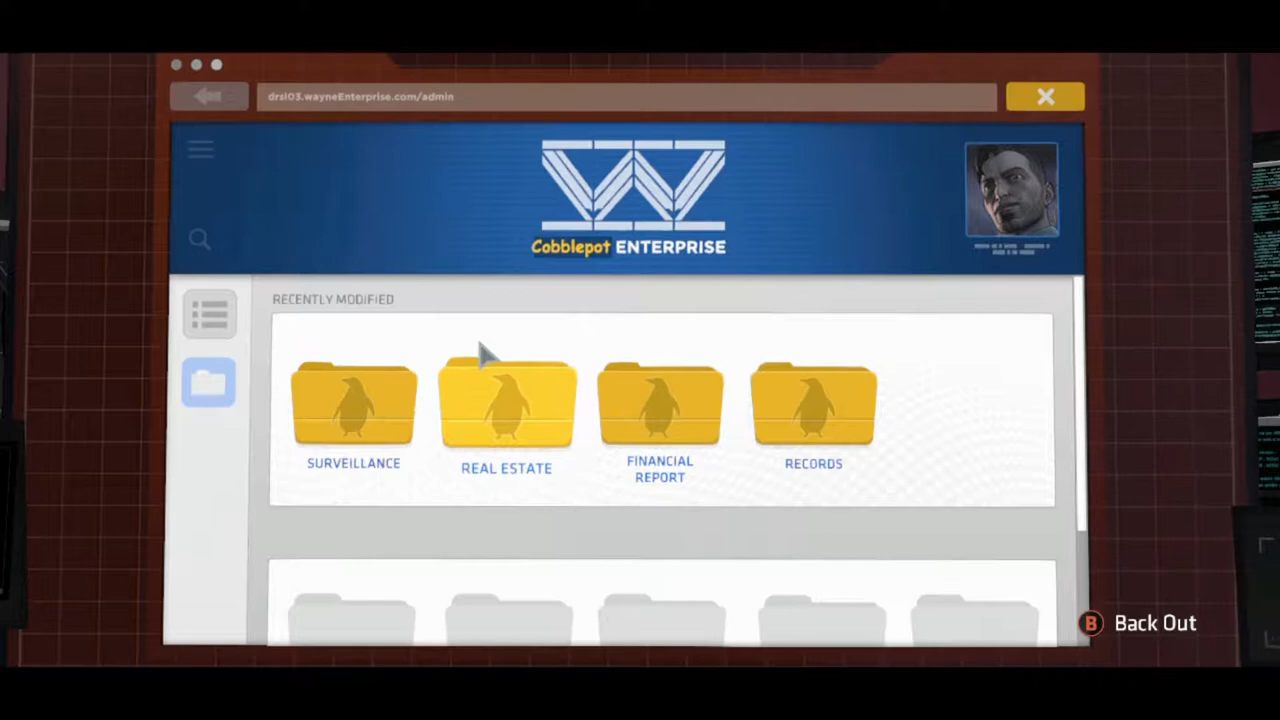 drsl03.wayneEnterprise.com/admin
Cobblepot ENTERPRISE
RECENTLY MODIFIED
SURVEILLANCE
REAL ESTATE
FINANCIAL
REPORT
RECORDS
B Back Out